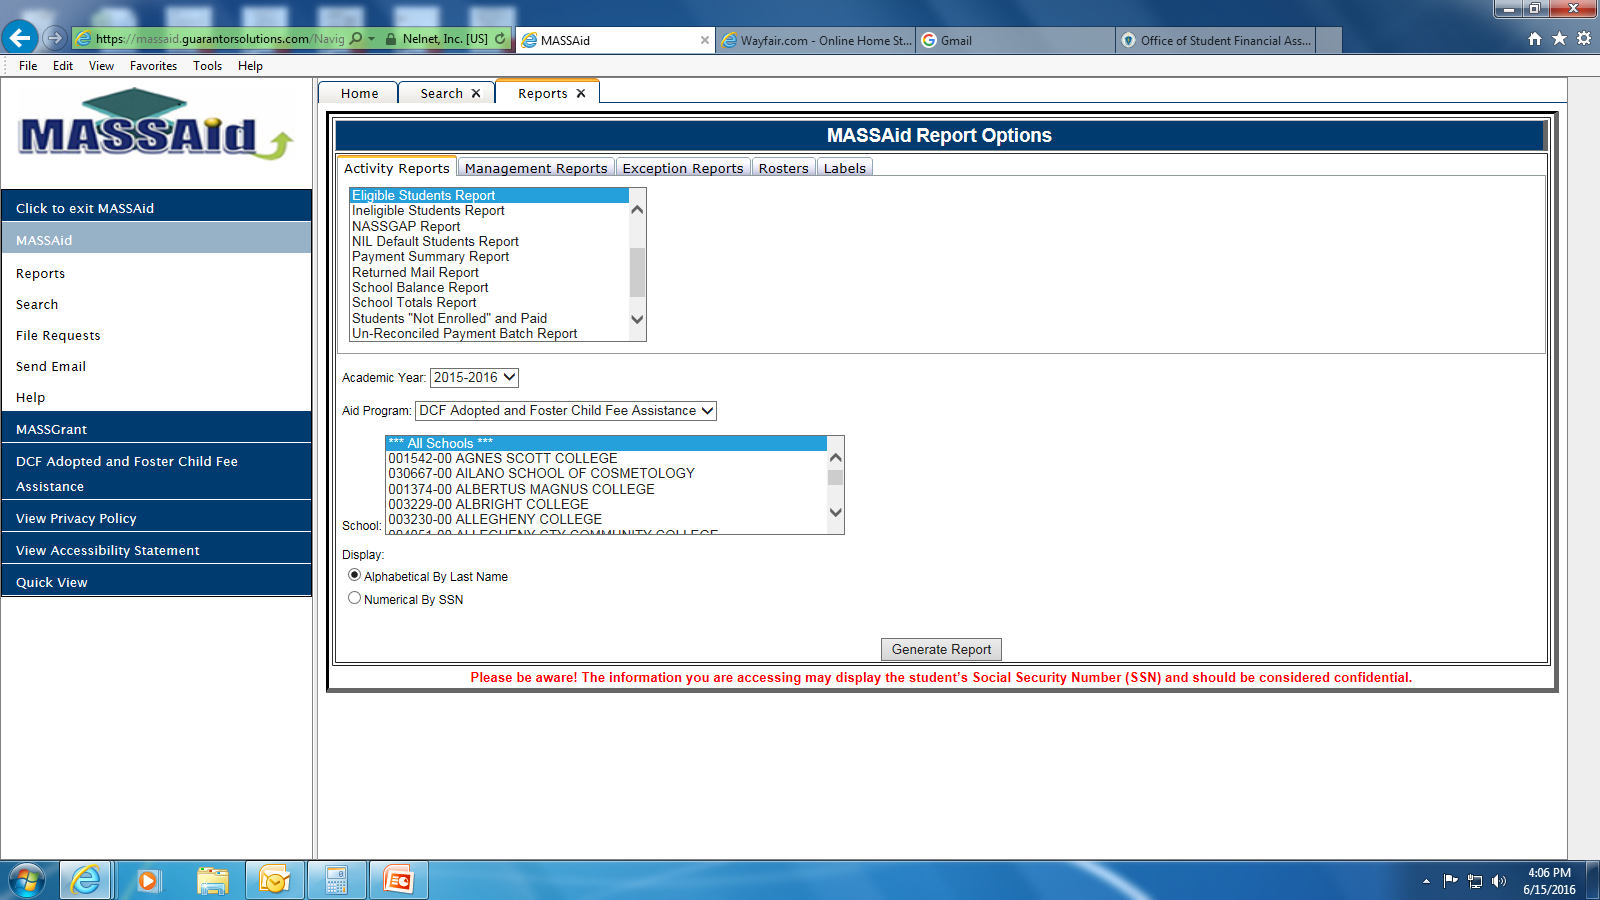 https://massaid.guarantorsolutions.com/Navig
Nelnet, Inc. [US]
MASSAid
Wayfair.com - Online Home St...
Gmail
Office of Student Financial Ass...
File Edit View Favorites Tools Help
MASSAid
Click to exit MASSAid
MASSAid
Reports
Search
File Requests
Send Email
Help
MASSGrant
DCF Adopted and Foster Child Fee
Assistance
View Privacy Policy
View Accessibility Statement
Quick View
Home Search Reports
MASSAid Report Options
Activity Reports Management Reports Exception Reports Rosters Labels
Eligible Students Report
Ineligible Students Report
NASSGAP Report
NIL Default Students Report
Payment Summary Report
Returned Mail Report
School Balance Report
School Totals Report
Students "Not Enrolled" and Paid
Un-Reconciled Payment Batch Report
Academic Year: 2015-2016
Aid Program: DCF Adopted and Foster Child Fee Assistance
*** All Schools ***
001542-00 AGNES SCOTT COLLEGE
030667-00 AILANO SCHOOL OF COSMETOLOGY
001374-00 ALBERTUS MAGNUS COLLEGE
003229-00 ALBRIGHT COLLEGE
003230-00 ALLEGHENY COLLEGE
004051-00 ALLEGHENY CTY COMMUNITY COLLEGE
School:
Display:
Alphabetical By Last Name
Numerical By SSN
Generate Report
Please be aware! The information you are accessing may display the student's Social Security Number (SSN) and should be considered confidential.
4:06 PM
6/15/2016